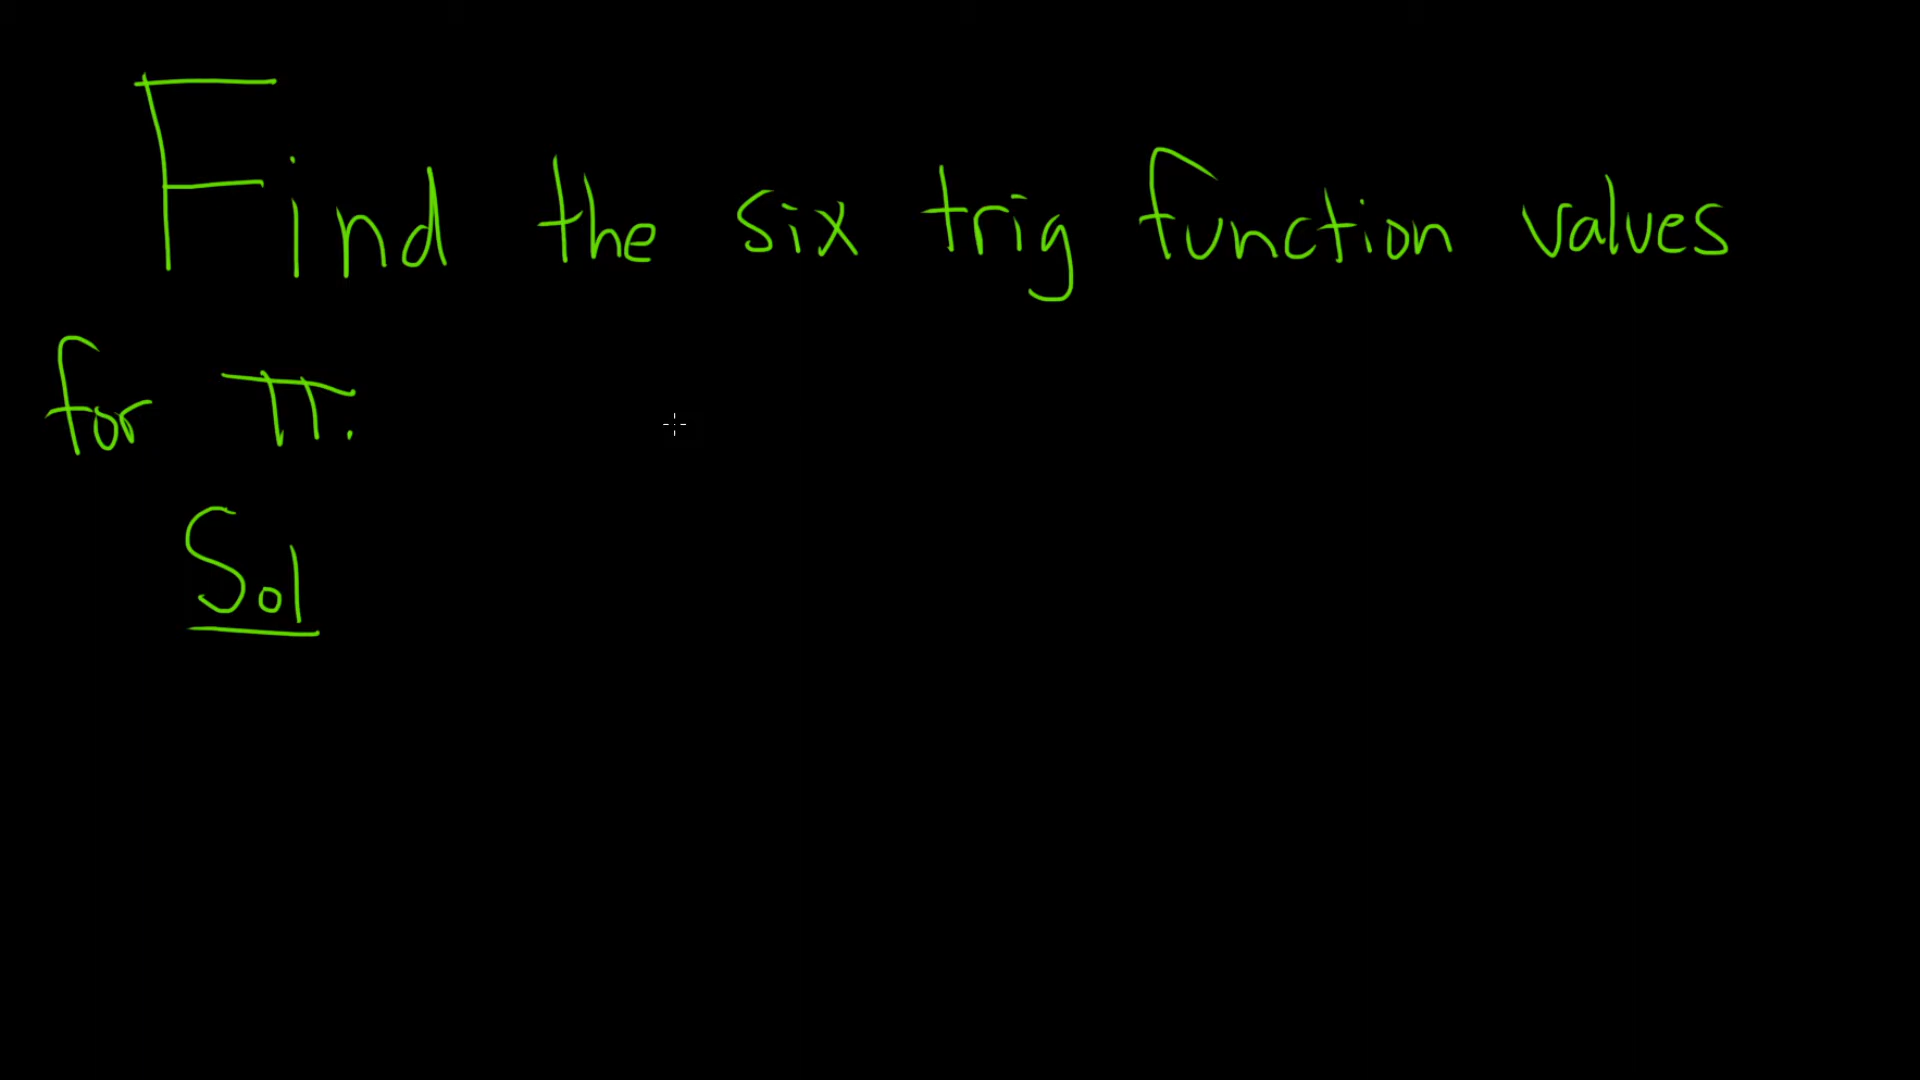 Find the six trig function values
for π.
Sol